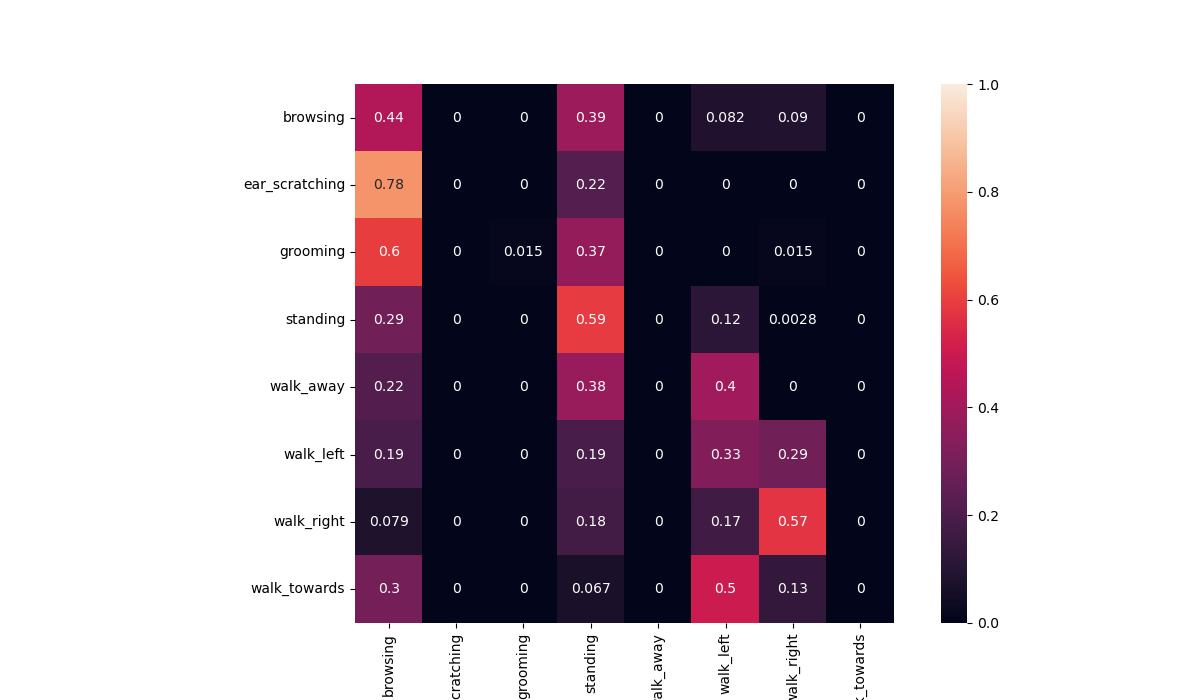 browsing 0.44 0 0 0.39 0 0.082 0.09 0
ear_scratching 0.78 0 0 0.22 0 0 0 0
grooming 0.6 0 0.015 0.37 0 0 0.015 0
standing 0.29 0 0 0.59 0 0.12 0.0028 0
walk_away 0.22 0 0 0.38 0 0.4 0 0
walk_left 0.19 0 0 0.19 0 0.33 0.29 0
walk_right 0.079 0 0 0.18 0 0.17 0.57 0
walk_towards 0.3 0 0 0.067 0 0.5 0.13 0
browsing
cratching
grooming
standing
alk_away
walk_left
walk_right
k_towards
1.0
0.8
0.6
0.4
0.2
0.0